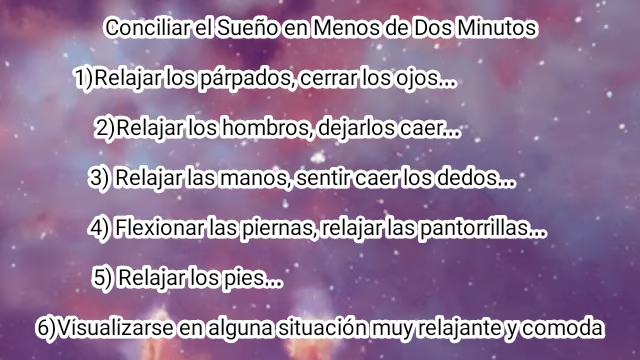 Conciliar el Sueño en Menos de Dos Minutos
1)Relajar los párpados, cerrar los ojos...
2)Relajar los hombros, dejarlos caer...
3) Relajar las manos, sentir caer los dedos...
4) Flexionar las piernas, relajar las pantorrillas...
5) Relajar los pies...
6)Visualizarse en alguna situación muy relajante y comoda